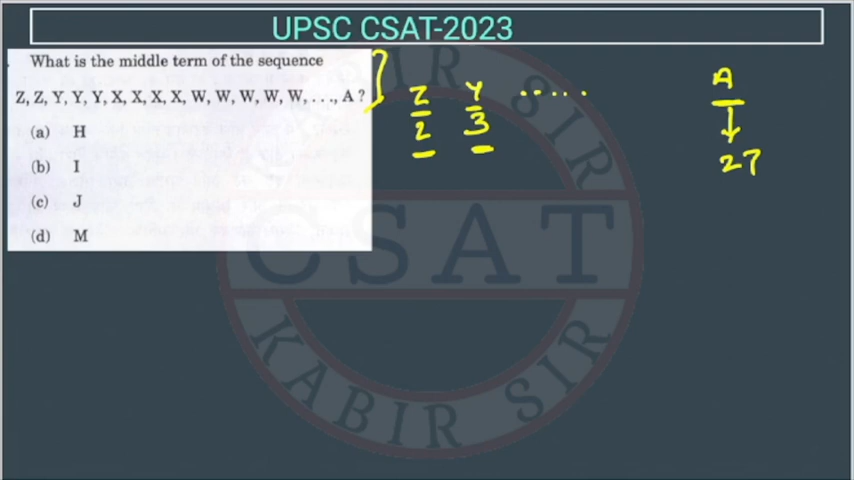 UPSC CSAT-2023
What is the middle term of the sequence
Z, Z, Y, Y, Y, X, X, X, X, W, W, W, W, W, . . ., A ?
(a) H
(b) I
(c) J
(d) M
Z Y ..... A
2 3 27
KABIR SIR
CSAT
KABIR SIR